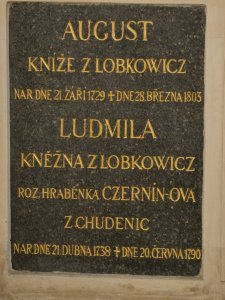 AUGUST
KNÍŽE Z LOBKOWICZ
NAR DNE 21. ZÁŘÍ 1729 ✝ DNE 28. BŘEZNA 1803
LUDMILA
KNĚŽNA Z LOBKOWICZ
ROZ. HRABĚNKA CZERNÍN-OVA
Z CHUDENIC
NAR DNE 21. DUBNA 1738 ✝ DNE 20. ČERVNA 1790